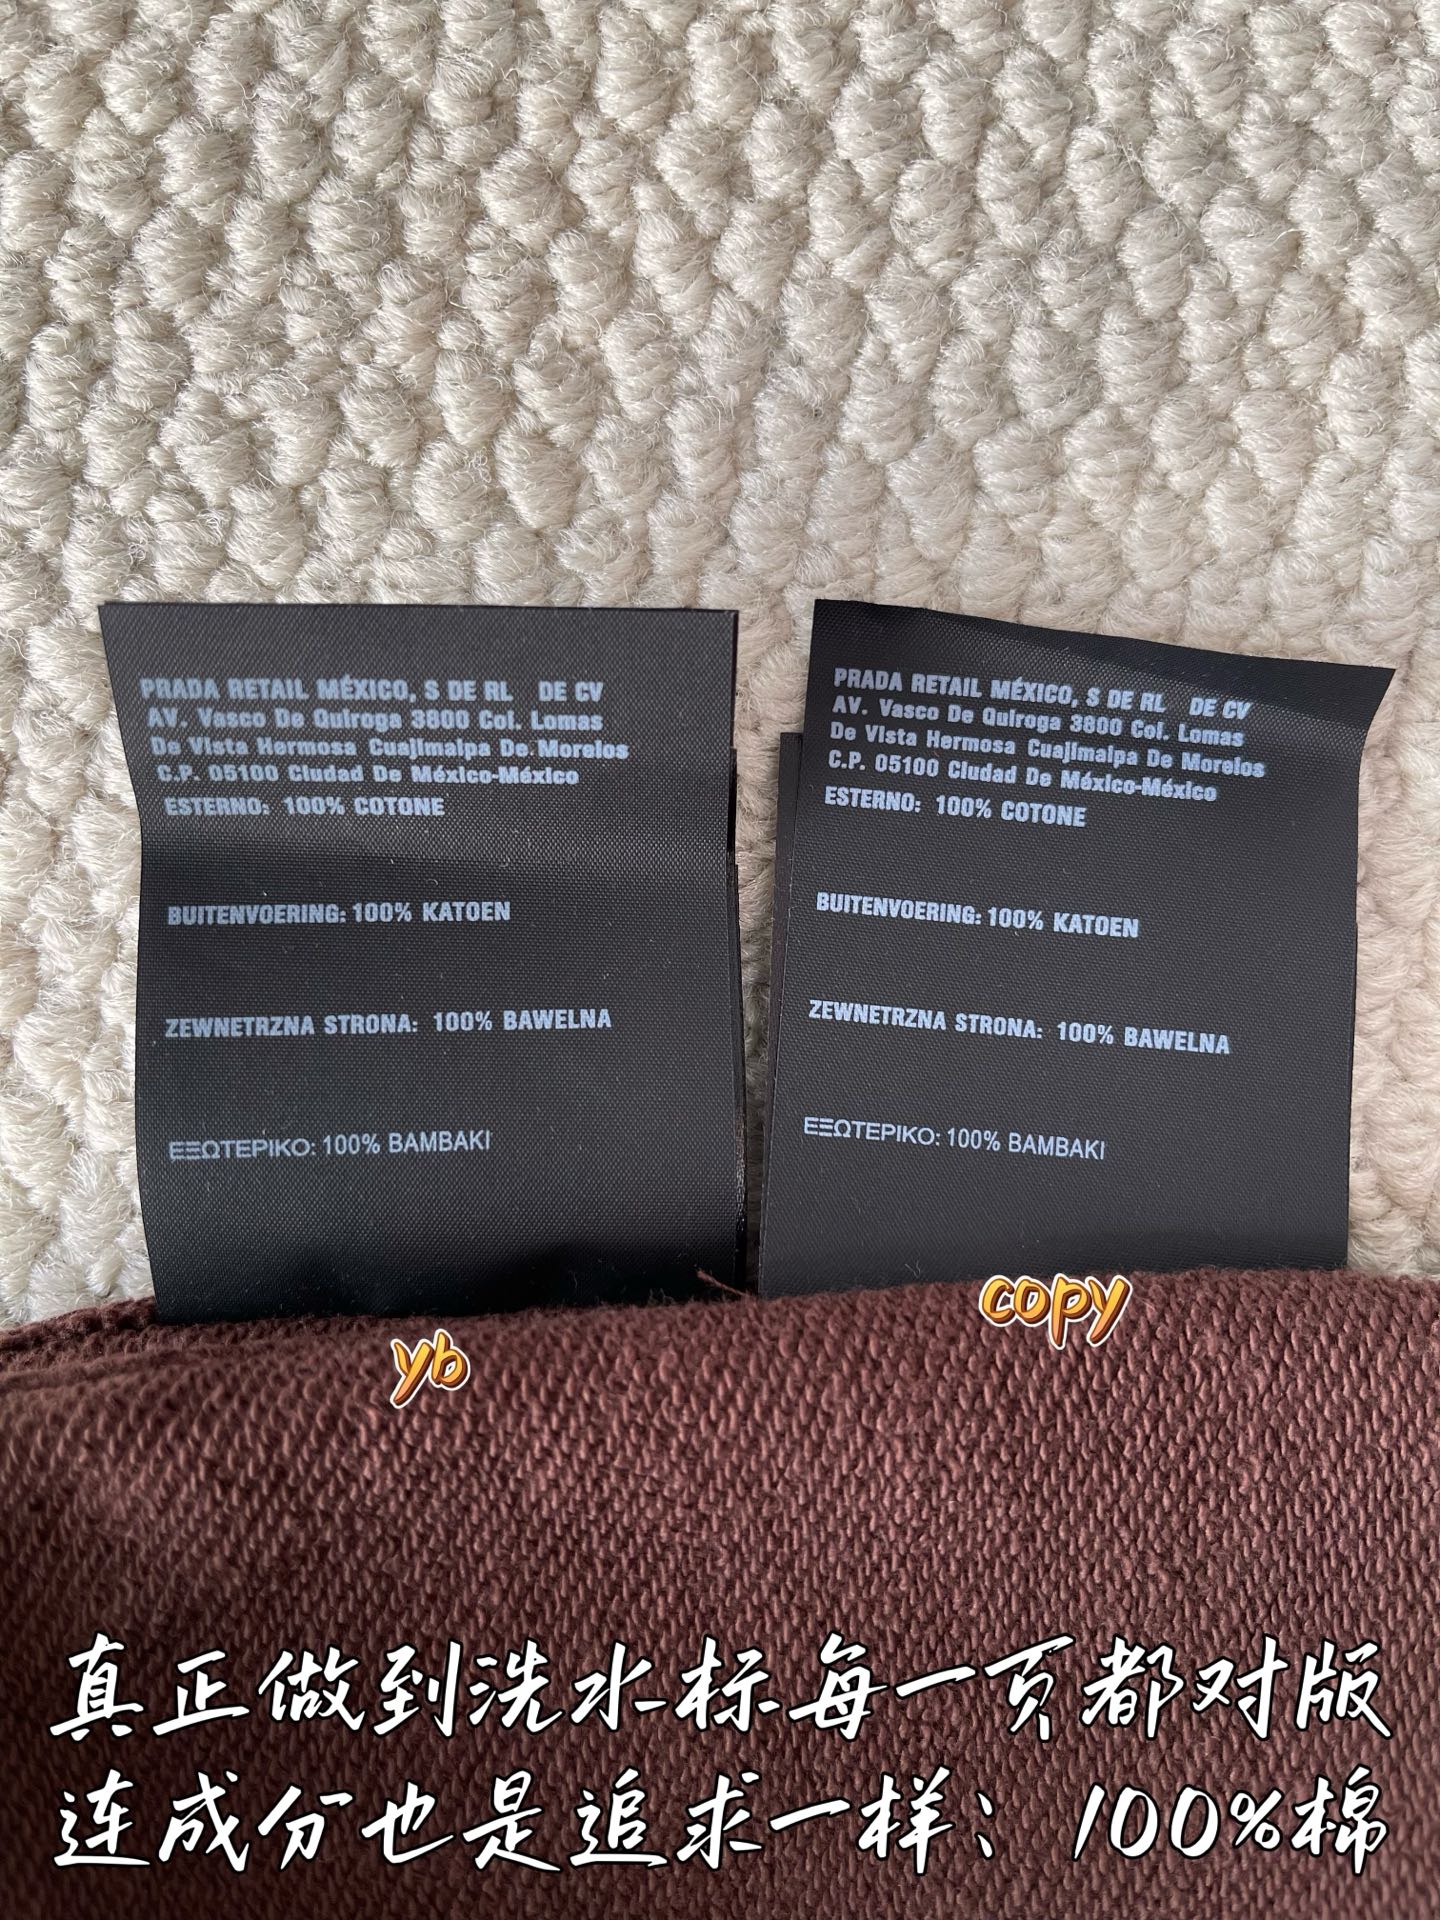 PRADA RETAIL MÉXICO, S DE RL DE CV
AV. Vasco De Quiroga 3800 Col. Lomas
De Vista Hermosa Cuajimalpa De.Morelos
C.P. 05100 Ciudad De México-México
ESTERNO: 100% COTONE
BUITENVOERING: 100% KATOEN
ZEWNETRZNA STRONA: 100% BAWELNA
ΕΞΩΤΕΡΙΚΟ: 100% BAMBAKI
PRADA RETAIL MÉXICO, S DE RL DE CV
AV. Vasco De Quiroga 3800 Col. Lomas
De Vista Hermosa Cuajimalpa De Morelos
C.P. 05100 Ciudad De México-México
ESTERNO: 100% COTONE
BUITENVOERING: 100% KATOEN
ZEWNETRZNA STRONA: 100% BAWELNA
ΕΞΩΤΕΡΙΚΟ: 100% BAMBAKI
yb
copy
真正做到洗水标每一页都对版
连成分也是追求一样：100%棉